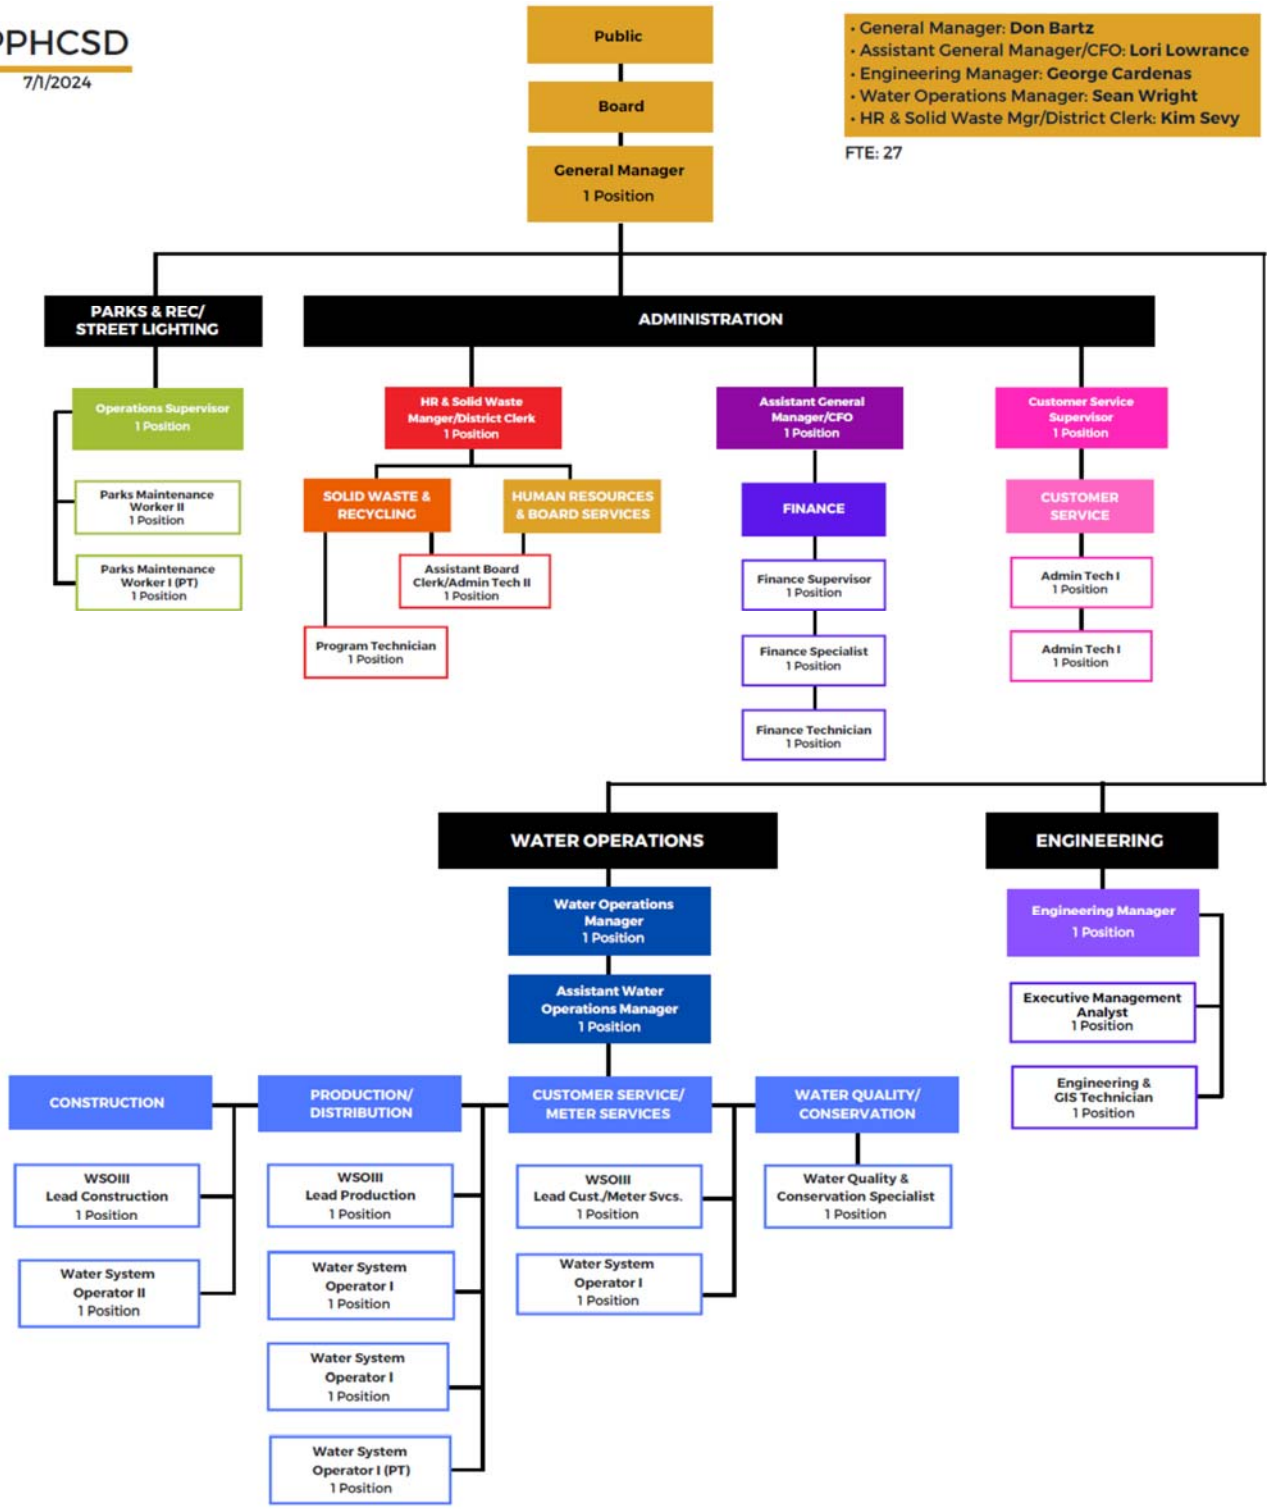 PPHCSD
7/1/2024
Public
Board
General Manager
1 Position
• General Manager: Don Bartz
• Assistant General Manager/CFO: Lori Lowrance
• Engineering Manager: George Cardenas
• Water Operations Manager: Sean Wright
• HR & Solid Waste Mgr/District Clerk: Kim Sevy
FTE: 27
PARKS & REC/
STREET LIGHTING
Operations Supervisor
1 Position
Parks Maintenance
Worker II
1 Position
Parks Maintenance
Worker I (PT)
1 Position
ADMINISTRATION
HR & Solid Waste
Manger/District Clerk
1 Position
SOLID WASTE &
RECYCLING
HUMAN RESOURCES
& BOARD SERVICES
Assistant Board
Clerk/Admin Tech II
1 Position
Program Technician
1 Position
Assistant General
Manager/CFO
1 Position
FINANCE
Finance Supervisor
1 Position
Finance Specialist
1 Position
Finance Technician
1 Position
Customer Service
Supervisor
1 Position
CUSTOMER
SERVICE
Admin Tech I
1 Position
Admin Tech I
1 Position
WATER OPERATIONS
Water Operations
Manager
1 Position
Assistant Water
Operations Manager
1 Position
CONSTRUCTION
WSOIII
Lead Construction
1 Position
Water System
Operator II
1 Position
PRODUCTION/
DISTRIBUTION
WSOIII
Lead Production
1 Position
Water System
Operator I
1 Position
Water System
Operator I
1 Position
Water System
Operator I (PT)
1 Position
CUSTOMER SERVICE/
METER SERVICES
WSOIII
Lead Cust./Meter Svcs.
1 Position
Water System
Operator I
1 Position
WATER QUALITY/
CONSERVATION
Water Quality &
Conservation Specialist
1 Position
ENGINEERING
Engineering Manager
1 Position
Executive Management
Analyst
1 Position
Engineering &
GIS Technician
1 Position